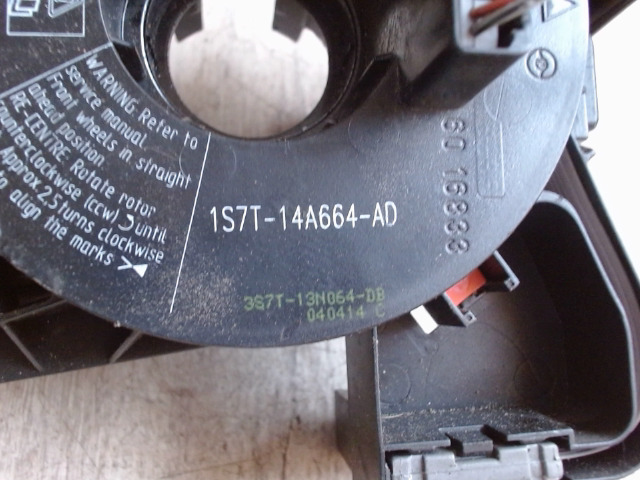 WARNING: Refer to
service manual.
Front wheels in straight
ahead position.
RE-CENTRE: Rotate rotor
counterclockwise (ccw) until
Approx. 2.5 turns clockwise
to align the marks
1S7T-14A664-AD
3S7T-13N064-DB
040414 C